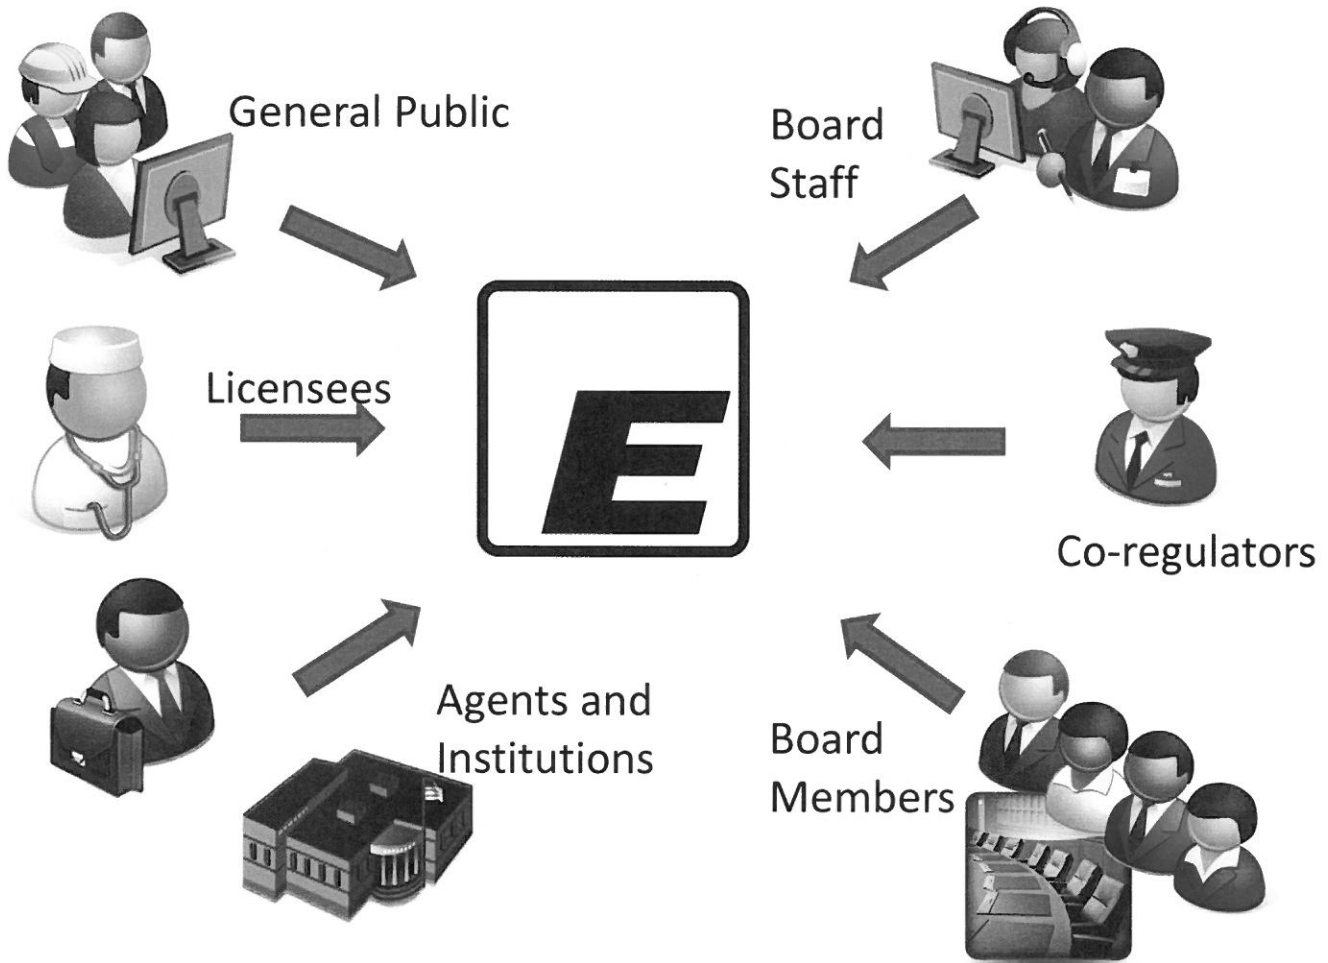 General Public
Board
Staff
Licensees
E
Co-regulators
Agents and
Institutions
Board
Members